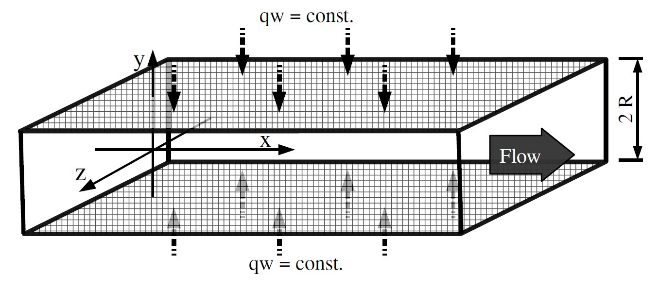 qw = const.
y
2 R
x
Flow
z
qw = const.